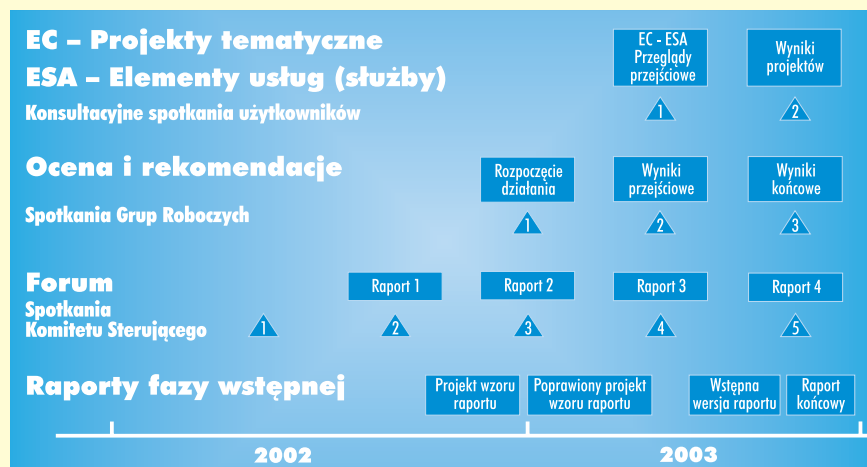 EC – Projekty tematyczne
ESA – Elementy usług (służby)
Konsultacyjne spotkania użytkowników
EC - ESA
Przeglądy
przejściowe
Wyniki
projektów
1
2
Ocena i rekomendacje
Spotkania Grup Roboczych
Rozpoczęcie
działania
Wyniki
przejściowe
Wyniki
końcowe
1
2
3
Forum
Spotkania
Komitetu Sterującego
Raport 1
Raport 2
Raport 3
Raport 4
1
2
3
4
5
Raporty fazy wstępnej
Projekt wzoru
raportu
Poprawiony projekt
wzoru raportu
Wstępna
wersja raportu
Raport
końcowy
2002
2003